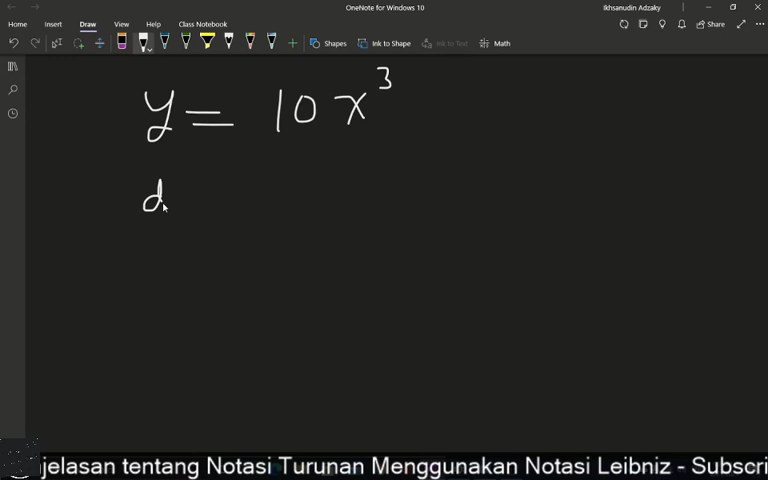 OneNote for Windows 10
Ikhsanudin Adzaky
Home Insert Draw View Help Class Notebook
Share
Shapes Ink to Shape Ink to Text Math
y = 10x³
d
jelasan tentang Notasi Turunan Menggunakan Notasi Leibniz - Subscri